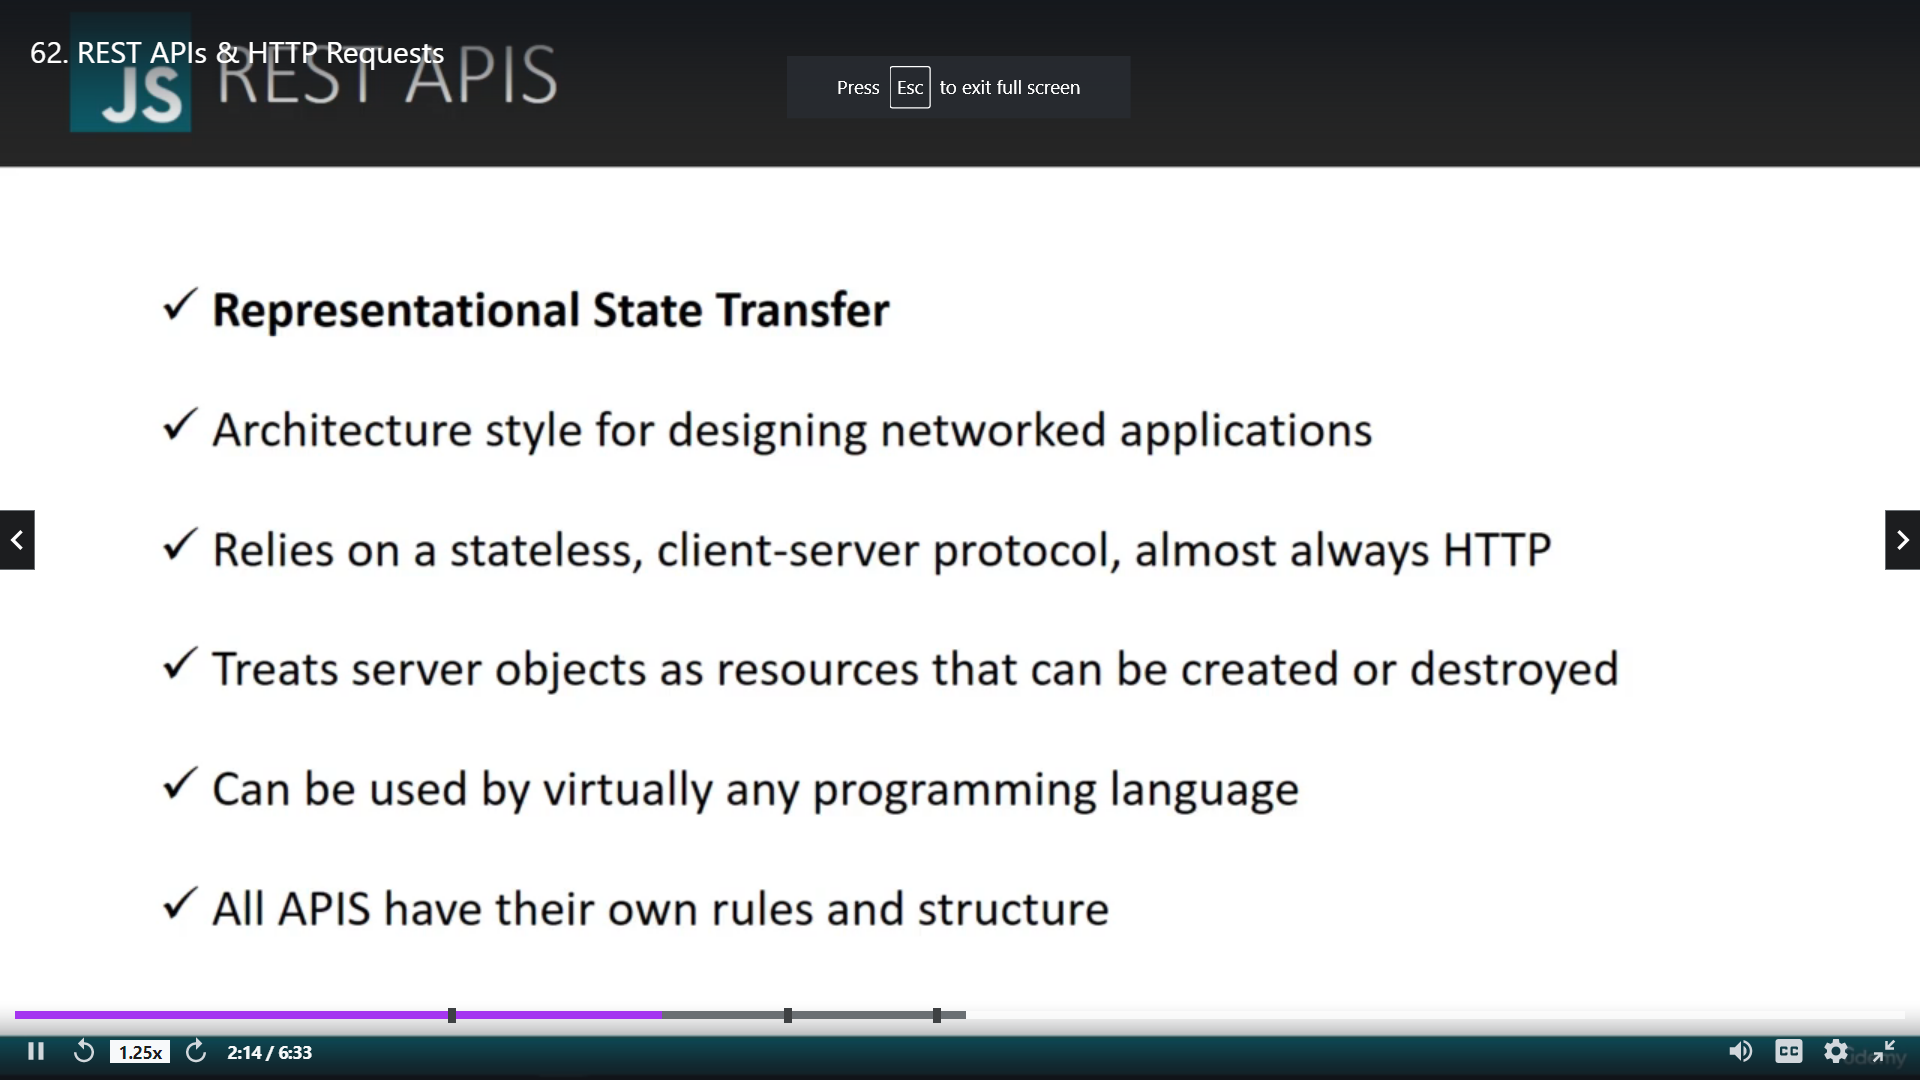 62. REST APIs & HTTP Requests
JS REST APIS
Press Esc to exit full screen
✓ Representational State Transfer
✓ Architecture style for designing networked applications
✓ Relies on a stateless, client-server protocol, almost always HTTP
✓ Treats server objects as resources that can be created or destroyed
✓ Can be used by virtually any programming language
✓ All APIS have their own rules and structure
1.25x 2:14 / 6:33 CC
Udemy